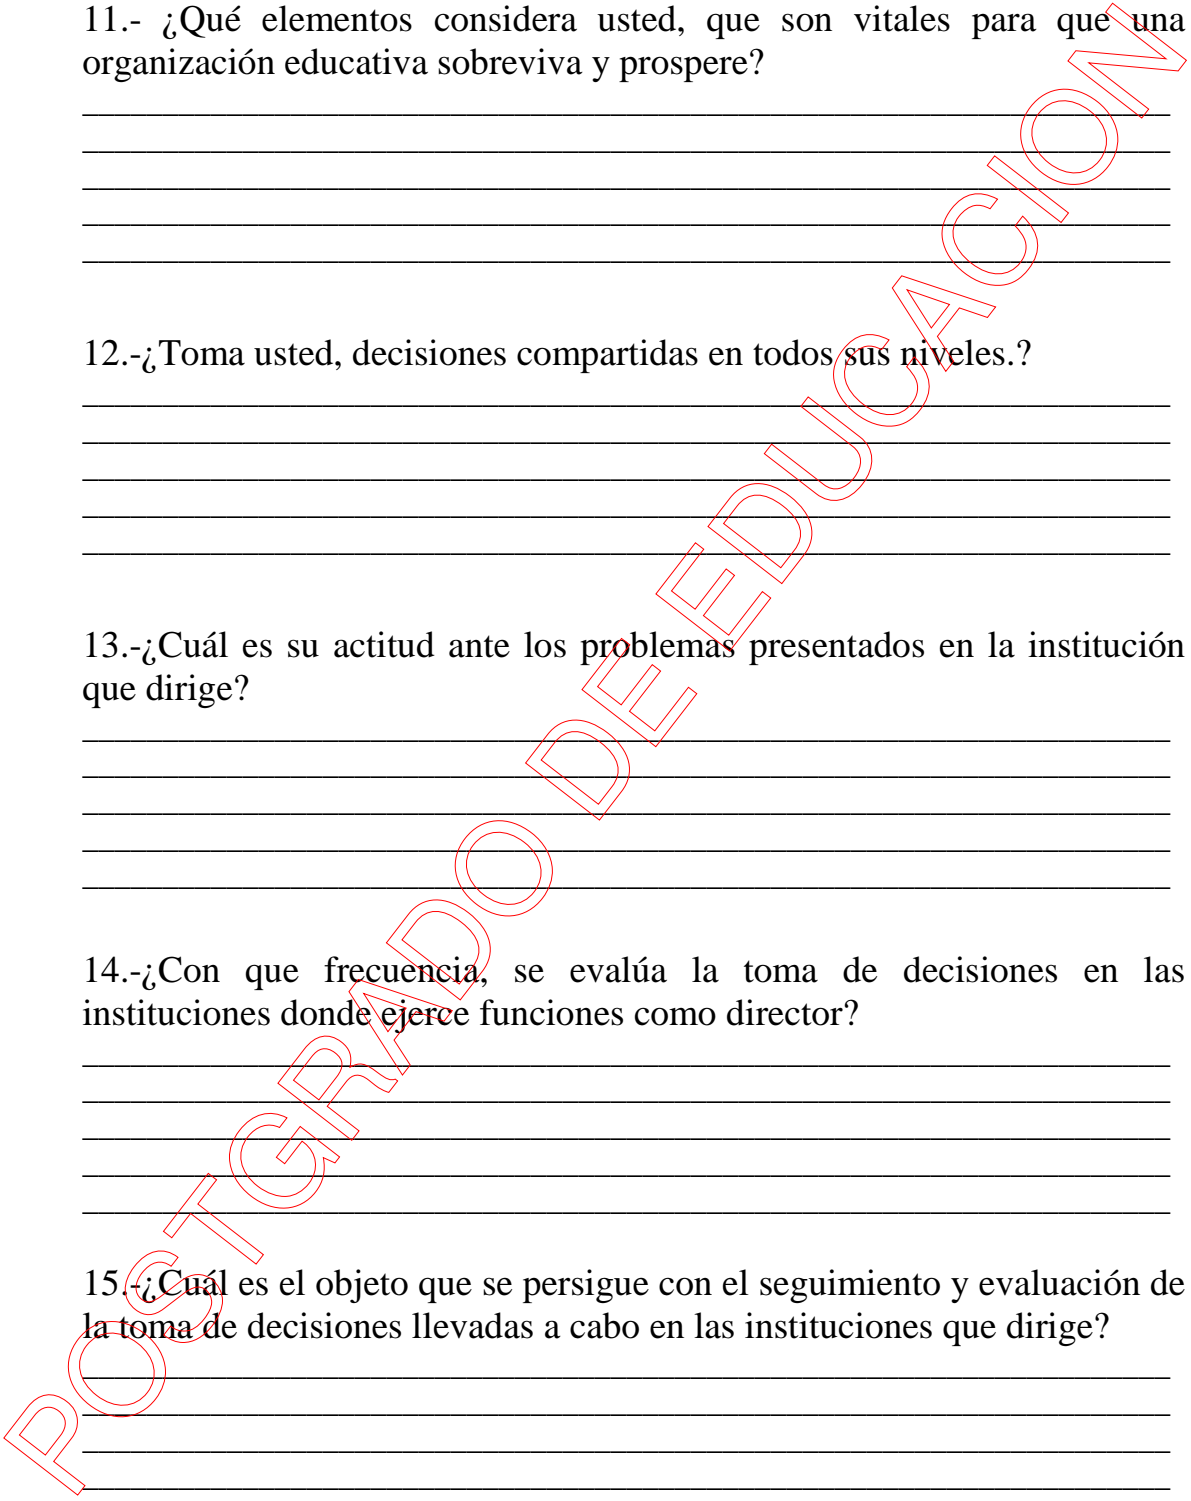 11.- ¿Qué elementos considera usted, que son vitales para que una
organización educativa sobreviva y prospere?
12.-¿Toma usted, decisiones compartidas en todos sus niveles.?
13.-¿Cuál es su actitud ante los problemas presentados en la institución
que dirige?
14.-¿Con que frecuencia, se evalúa la toma de decisiones en las
instituciones donde ejerce funciones como director?
15.-¿Cuál es el objeto que se persigue con el seguimiento y evaluación de
la toma de decisiones llevadas a cabo en las instituciones que dirige?
POSTGRADO DE EDUCACION